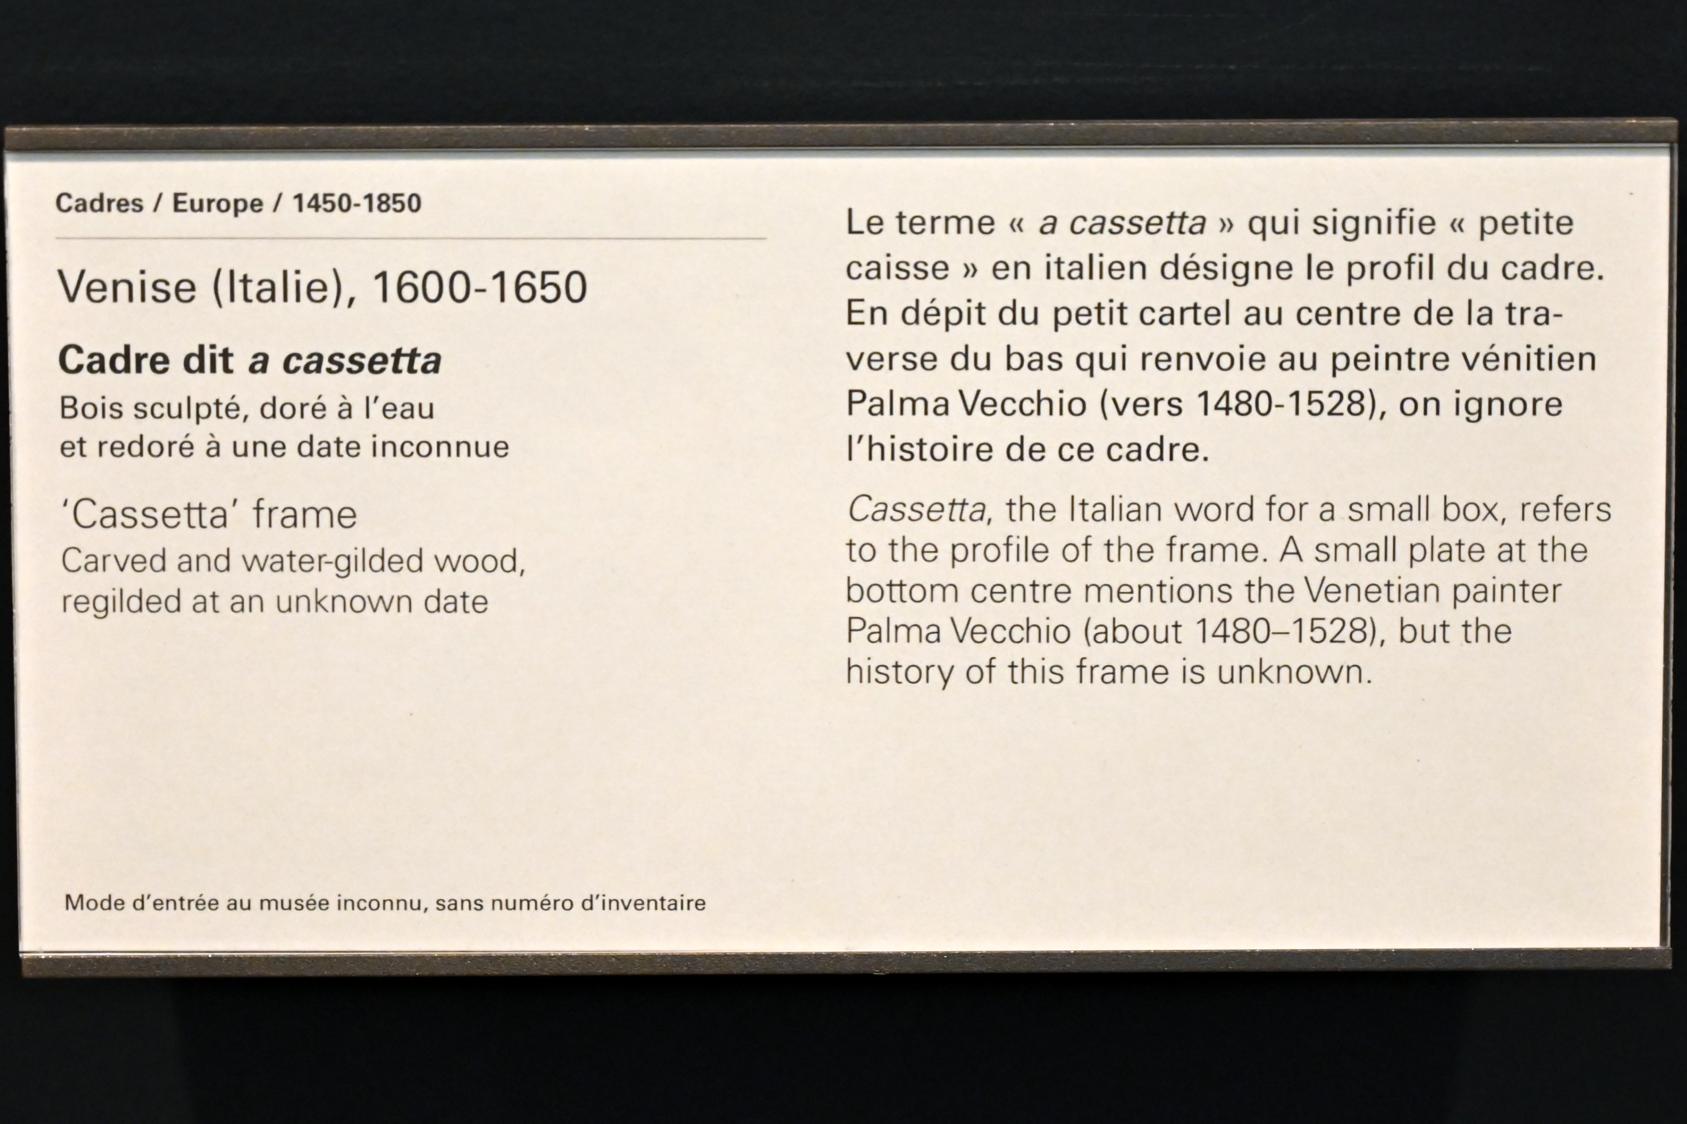 Cadres / Europe / 1450-1850
Venise (Italie), 1600-1650
Cadre dit a cassetta
Bois sculpté, doré à l'eau
et redoré à une date inconnue
‘Cassetta’ frame
Carved and water-gilded wood,
regilded at an unknown date
Mode d'entrée au musée inconnu, sans numéro d'inventaire
Le terme « a cassetta » qui signifie « petite
caisse » en italien désigne le profil du cadre.
En dépit du petit cartel au centre de la tra-
verse du bas qui renvoie au peintre vénitien
Palma Vecchio (vers 1480-1528), on ignore
l'histoire de ce cadre.
Cassetta, the Italian word for a small box, refers
to the profile of the frame. A small plate at the
bottom centre mentions the Venetian painter
Palma Vecchio (about 1480–1528), but the
history of this frame is unknown.